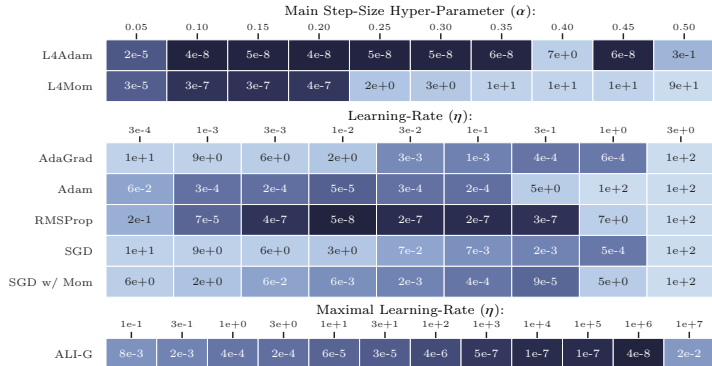 Main Step-Size Hyper-Parameter (α):
0.05 0.10 0.15 0.20 0.25 0.30 0.35 0.40 0.45 0.50
L4Adam 2e-5 4e-8 5e-8 4e-8 5e-8 5e-8 6e-8 7e+0 6e-8 3e-1
L4Mom 3e-5 3e-7 3e-7 4e-7 2e+0 3e+0 1e+1 1e+1 1e+1 9e+1
Learning-Rate (η):
3e-4 1e-3 3e-3 1e-2 3e-2 1e-1 3e-1 1e+0 3e+0
AdaGrad 1e+1 9e+0 6e+0 2e+0 3e-3 1e-3 4e-4 6e-4 1e+2
Adam 6e-2 3e-4 2e-4 5e-5 3e-4 2e-4 5e+0 1e+2 1e+2
RMSProp 2e-1 7e-5 4e-7 5e-8 2e-7 2e-7 3e-7 7e+0 1e+2
SGD 1e+1 9e+0 6e+0 3e+0 7e-2 7e-3 2e-3 5e-4 1e+2
SGD w/ Mom 6e+0 2e+0 6e-2 6e-3 2e-3 4e-4 9e-5 5e+0 1e+2
Maximal Learning-Rate (η):
1e-1 3e-1 1e+0 3e+0 1e+1 3e+1 1e+2 1e+3 1e+4 1e+5 1e+6 1e+7
ALI-G 8e-3 2e-3 4e-4 2e-4 6e-5 3e-5 4e-6 5e-7 1e-7 1e-7 4e-8 2e-2